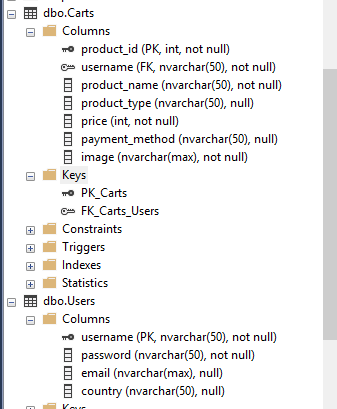 dbo.Carts
Columns
product_id (PK, int, not null)
username (FK, nvarchar(50), not null)
product_name (nvarchar(50), not null)
product_type (nvarchar(50), not null)
price (int, not null)
payment_method (nvarchar(50), null)
image (nvarchar(max), not null)
Keys
PK_Carts
FK_Carts_Users
Constraints
Triggers
Indexes
Statistics
dbo.Users
Columns
username (PK, nvarchar(50), not null)
password (nvarchar(50), not null)
email (nvarchar(max), null)
country (nvarchar(50), null)
Keys